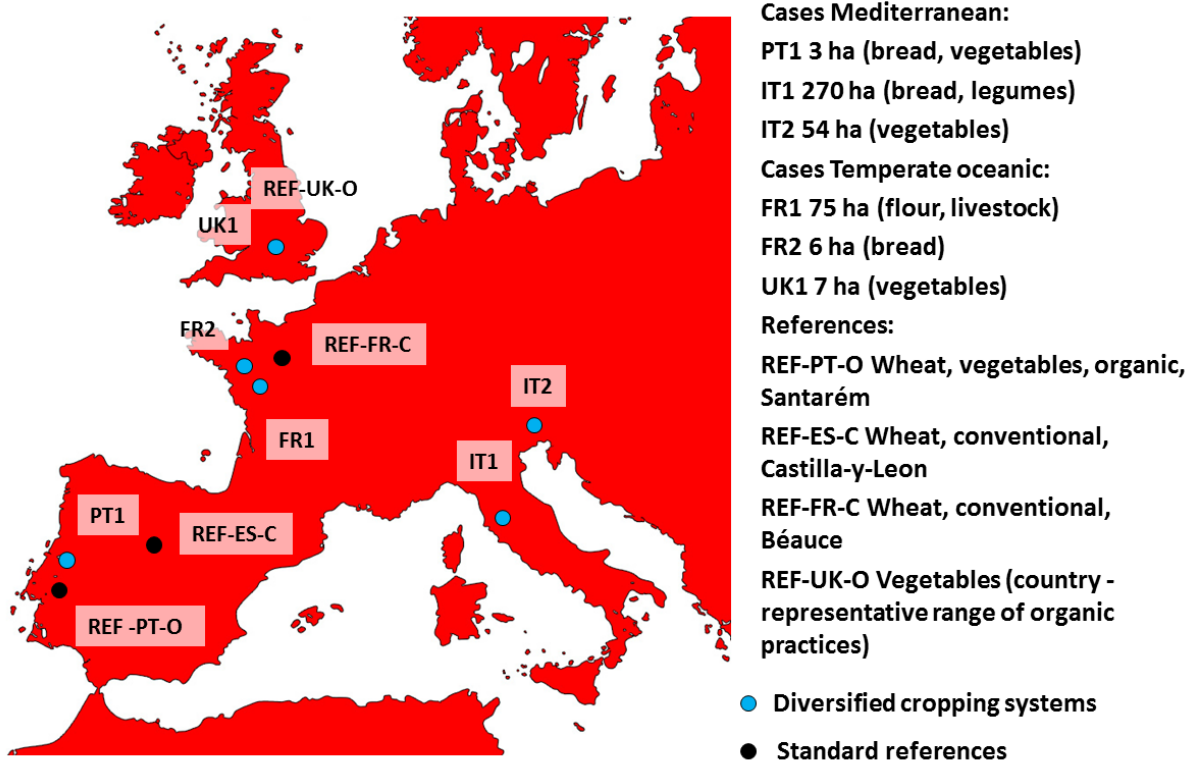 REF-UK-O
UK1
FR2
REF-FR-C
IT2
FR1
IT1
PT1
REF-ES-C
REF -PT-O
Cases Mediterranean:
PT1 3 ha (bread, vegetables)
IT1 270 ha (bread, legumes)
IT2 54 ha (vegetables)
Cases Temperate oceanic:
FR1 75 ha (flour, livestock)
FR2 6 ha (bread)
UK1 7 ha (vegetables)
References:
REF-PT-O Wheat, vegetables, organic,
Santarém
REF-ES-C Wheat, conventional,
Castilla-y-Leon
REF-FR-C Wheat, conventional,
Béauce
REF-UK-O Vegetables (country -
representative range of organic
practices)
Diversified cropping systems
Standard references